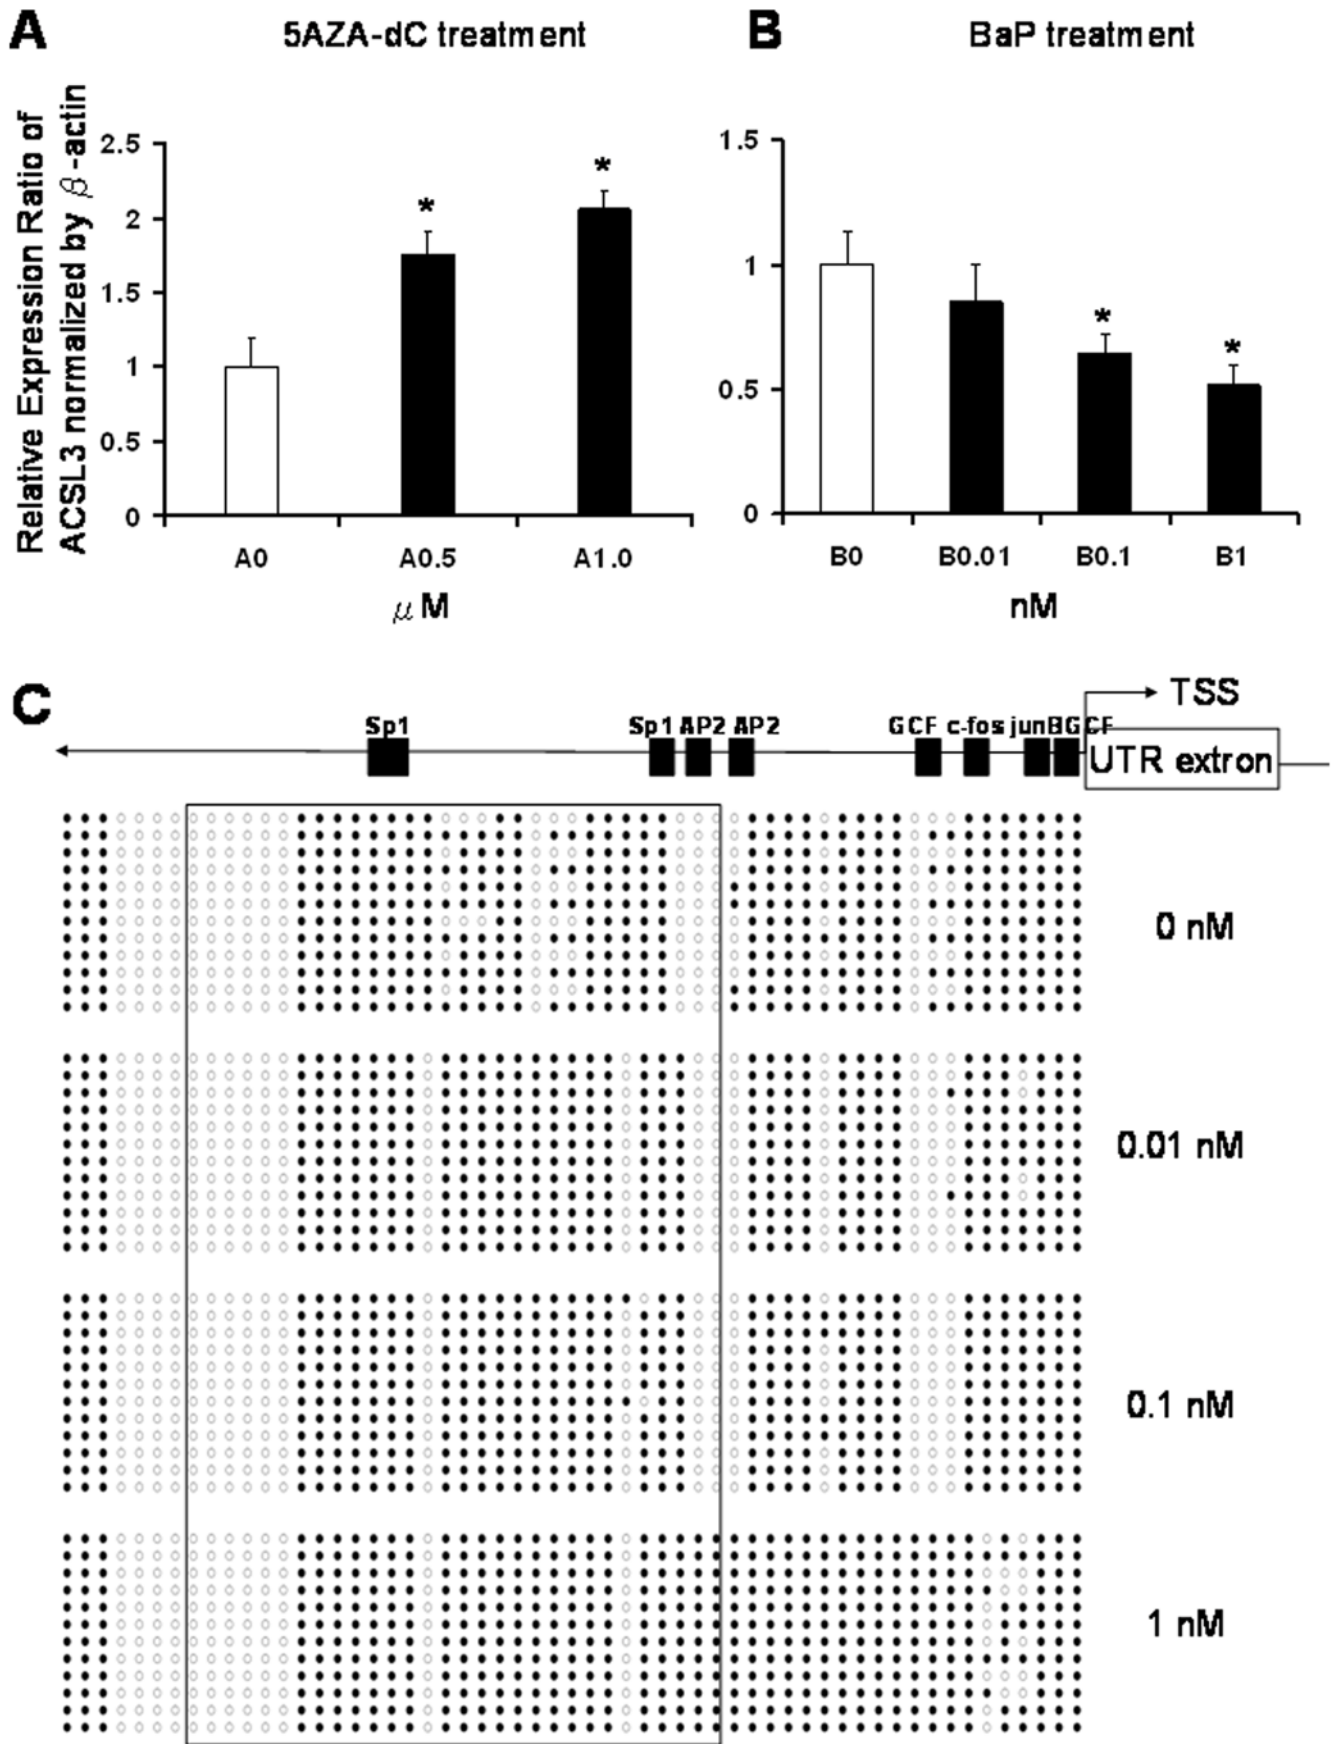 A
5AZA-dC treatment
B
BaP treatment
Relative Expression Ratio of
ACSL3 normalized by β-actin
2.5
2
1.5
1
0.5
0
*
*
A0 A0.5 A1.0
μM
1.5
1
0.5
0
*
*
B0 B0.01 B0.1 B1
nM
C
TSS
Sp1 Sp1 AP2 AP2 GCF c-fos junB GCF
UTR extron
0 nM
0.01 nM
0.1 nM
1 nM